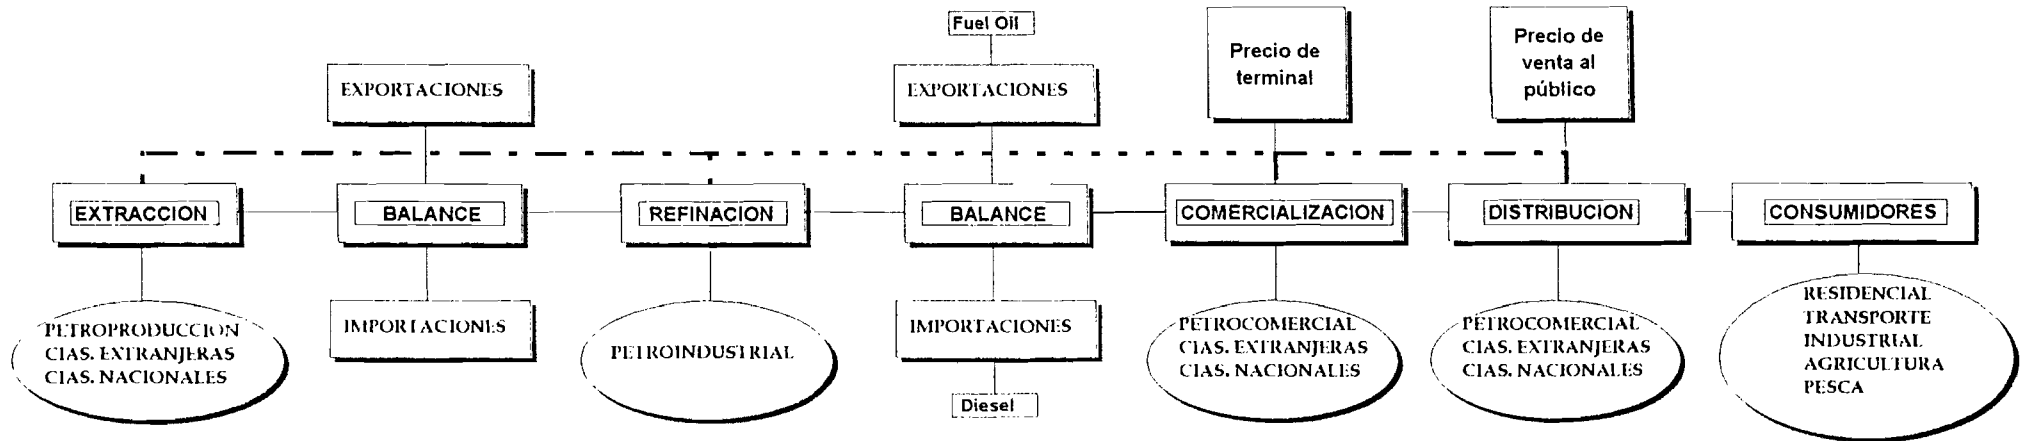 Fuel Oil
EXPORTACIONES
EXPORTACIONES
Precio de
terminal
Precio de
venta al
público
EXTRACCION
BALANCE
REFINACION
BALANCE
COMERCIALIZACION
DISTRIBUCION
CONSUMIDORES
PETROPRODUCCION
CIAS. EXTRANJERAS
CIAS. NACIONALES
IMPORTACIONES
PETROINDUSTRIAL
IMPORTACIONES
Diesel
PETROCOMERCIAL
CIAS. EXTRANJERAS
CIAS. NACIONALES
PETROCOMERCIAL
CIAS. EXTRANJERAS
CIAS. NACIONALES
RESIDENCIAL
TRANSPORTE
INDUSTRIAL
AGRICULTURA
PESCA